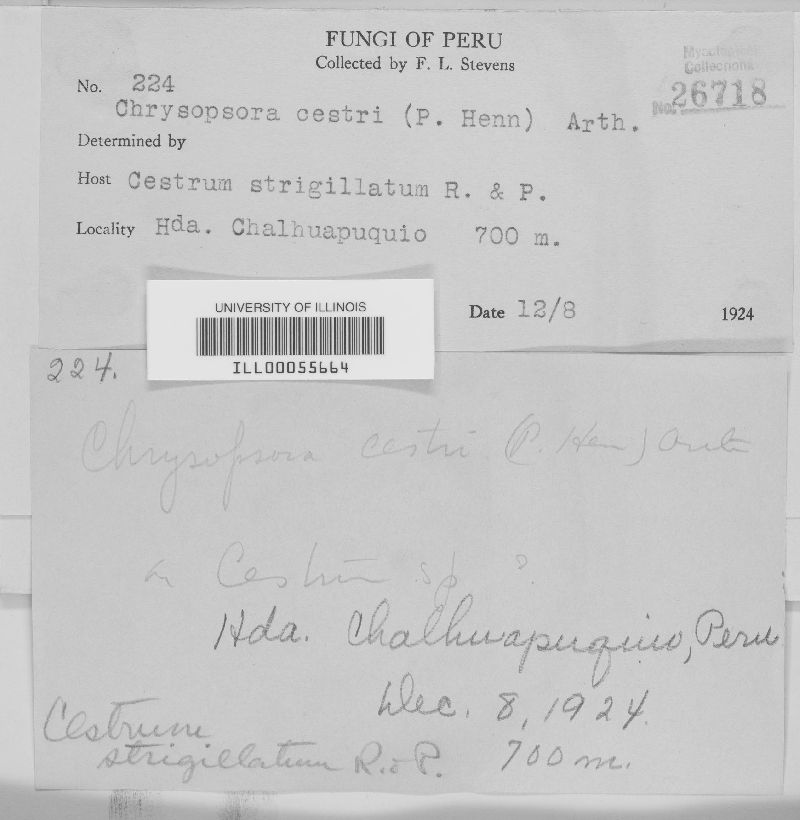 FUNGI OF PERU
Collected by F. L. Stevens
Mycological
Collections
No. 26718
No. 224
Chrysopsora cestri (P. Henn) Arth.
Determined by
Host Cestrum strigillatum R. & P.
Locality Hda. Chalhuapuquio 700 m.
Date 12/8 1924
UNIVERSITY OF ILLINOIS
ILL00055664
224.
Chrysopsora cestri (P. Hen) Arth
on Cestrum sp ?
Hda. Chalhuapuquio, Peru
Dec. 8, 1924.
Cestrum
strigillatum R. & P. 700 m.